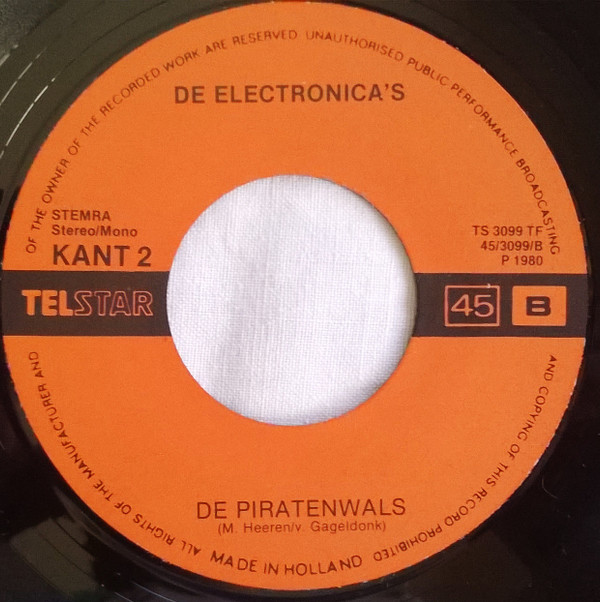 ALL RIGHTS OF THE MANUFACTURER AND OF THE OWNER OF THE RECORDED WORK ARE RESERVED UNAUTHORISED PUBLIC PERFORMANCE BROADCASTING AND COPYING OF THIS RECORD PROHIBITED
DE ELECTRONICA'S
STEMRA
Stereo/Mono
KANT 2
TS 3099 TF
45/3099/B
P 1980
TELSTAR
45
B
DE PIRATENWALS
(M. Heeren/v. Gageldonk)
MADE IN HOLLAND